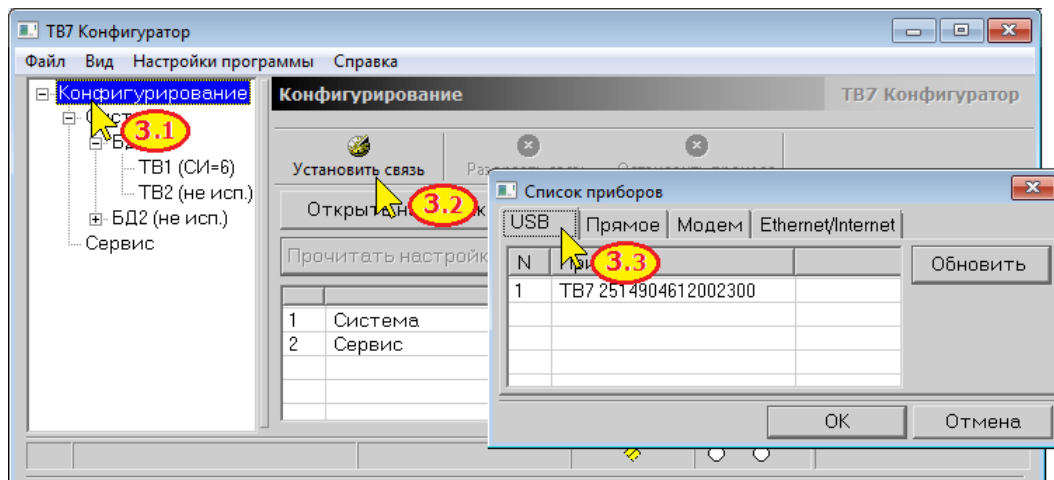 ТВ7 Конфигуратор
Файл Вид Настройки программы Справка
Конфигурирование
3.1
ТВ1 (СИ=6)
ТВ2 (не исп.)
БД2 (не исп.)
Сервис
Конфигурирование ТВ7 Конфигуратор
Установить связь
3.2
Прочитать
1 Система
2 Сервис
Список приборов
USB Прямое Модем Ethernet/Internet
N
3.3
Обновить
1 ТВ7 2514904612002300
OK Отмена